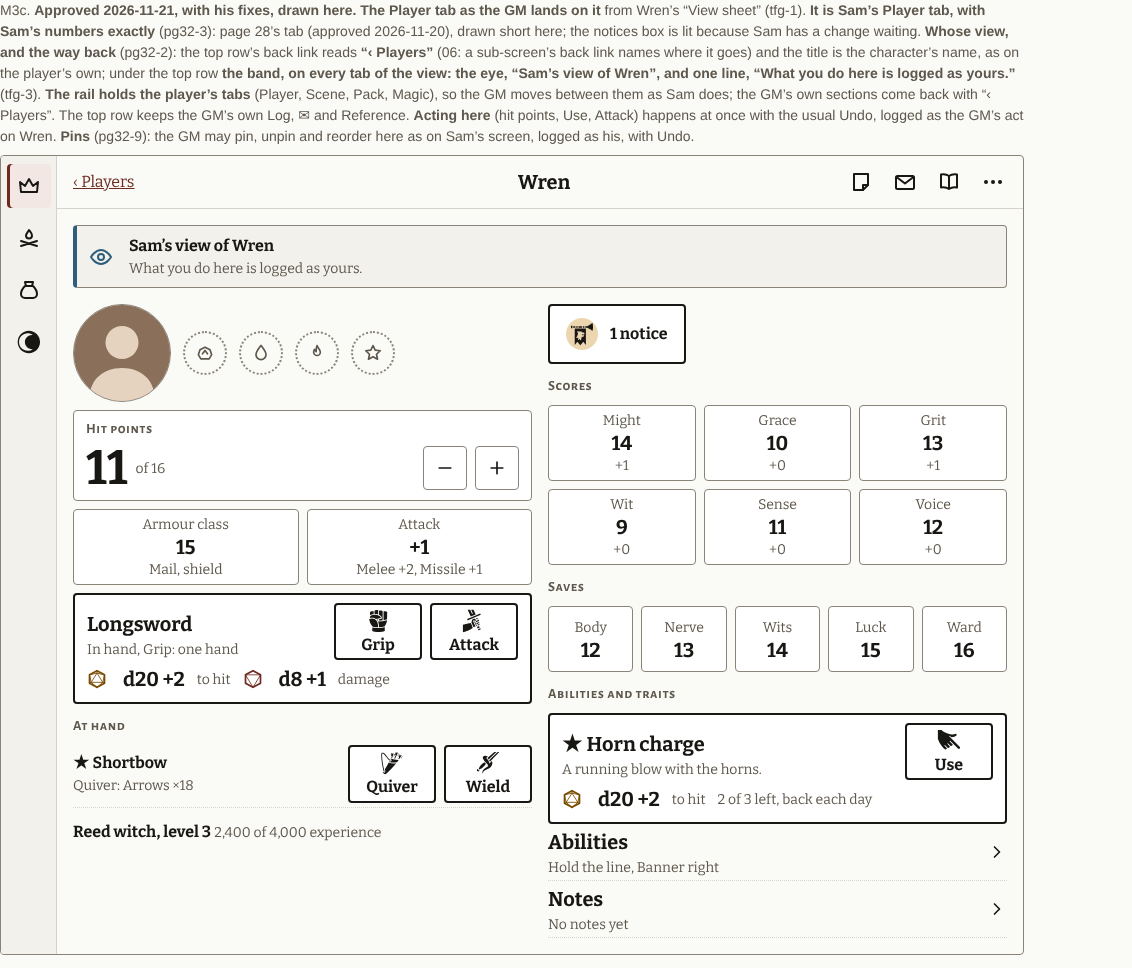 M3c. Approved 2026-11-21, with his fixes, drawn here. The Player tab as the GM lands on it from Wren's “View sheet” (tfg-1). It is Sam's Player tab, with
Sam's numbers exactly (pg32-3): page 28's tab (approved 2026-11-20), drawn short here; the notices box is lit because Sam has a change waiting. Whose view,
and the way back (pg32-2): the top row's back link reads “‹ Players” (06: a sub-screen's back link names where it goes) and the title is the character's name, as on
the player's own; under the top row the band, on every tab of the view: the eye, “Sam's view of Wren”, and one line, “What you do here is logged as yours.”
(tfg-3). The rail holds the player's tabs (Player, Scene, Pack, Magic), so the GM moves between them as Sam does; the GM's own sections come back with “‹
Players”. The top row keeps the GM's own Log, ✉ and Reference. Acting here (hit points, Use, Attack) happens at once with the usual Undo, logged as the GM's act
on Wren. Pins (pg32-9): the GM may pin, unpin and reorder here as on Sam's screen, logged as his, with Undo.
‹ Players
Wren
Sam's view of Wren
What you do here is logged as yours.
Hit points
11 of 16
− +
Armour class
15
Mail, shield
Attack
+1
Melee +2, Missile +1
Longsword
In hand, Grip: one hand
Grip
Attack
d20 +2 to hit d8 +1 damage
At hand
★ Shortbow
Quiver: Arrows ×18
Quiver
Wield
Reed witch, level 3 2,400 of 4,000 experience
1 notice
Scores
Might
14
+1
Grace
10
+0
Grit
13
+1
Wit
9
+0
Sense
11
+0
Voice
12
+0
Saves
Body
12
Nerve
13
Wits
14
Luck
15
Ward
16
Abilities and traits
★ Horn charge
A running blow with the horns.
Use
d20 +2 to hit 2 of 3 left, back each day
Abilities
Hold the line, Banner right
Notes
No notes yet